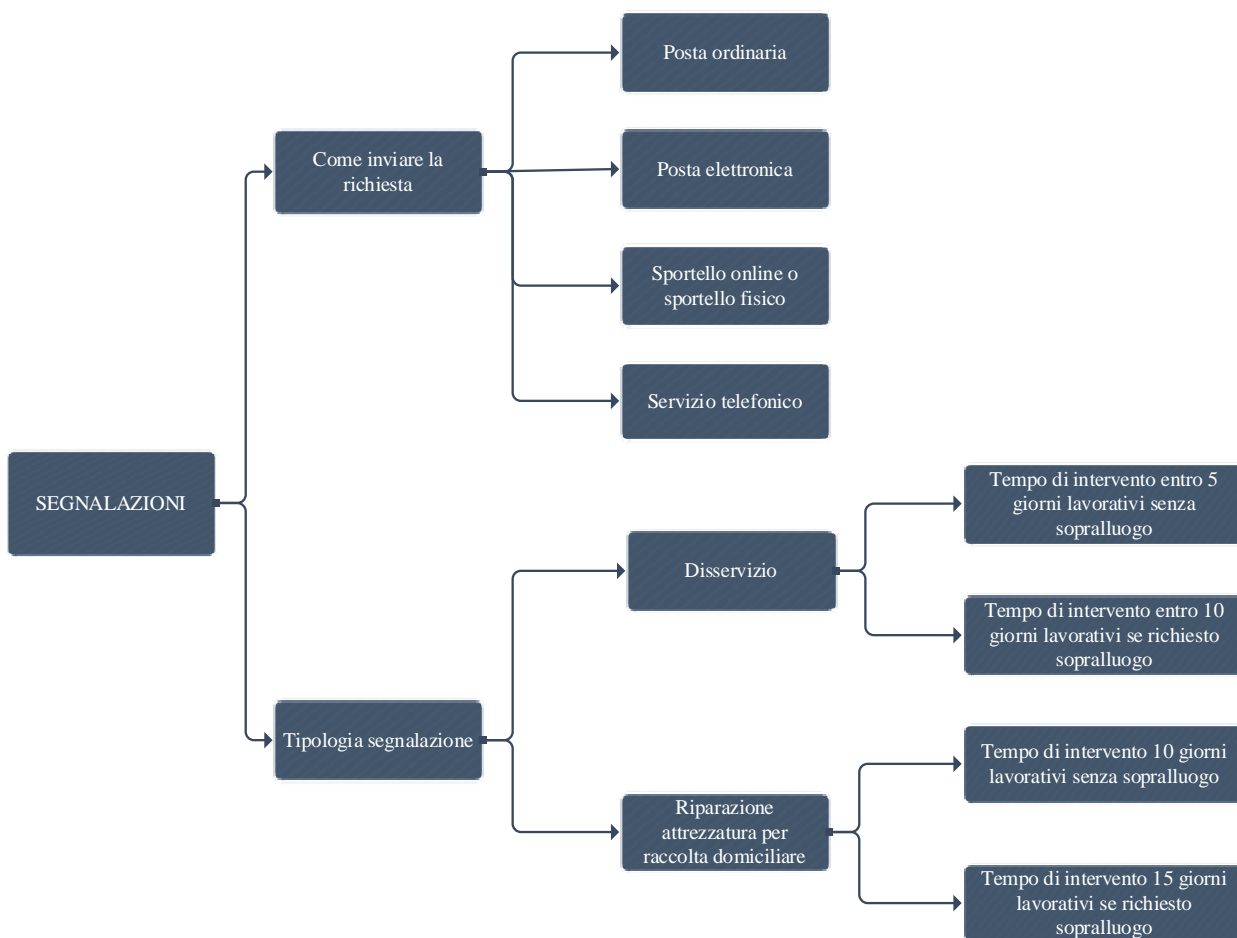 Posta ordinaria
Come inviare la
richiesta
Posta elettronica
Sportello online o
sportello fisico
Servizio telefonico
SEGNALAZIONI
Tempo di intervento entro 5
giorni lavorativi senza
sopralluogo
Disservizio
Tempo di intervento entro 10
giorni lavorativi se richiesto
sopralluogo
Tipologia segnalazione
Tempo di intervento 10 giorni
lavorativi senza sopralluogo
Riparazione
attrezzatura per
raccolta domiciliare
Tempo di intervento 15 giorni
lavorativi se richiesto
sopralluogo